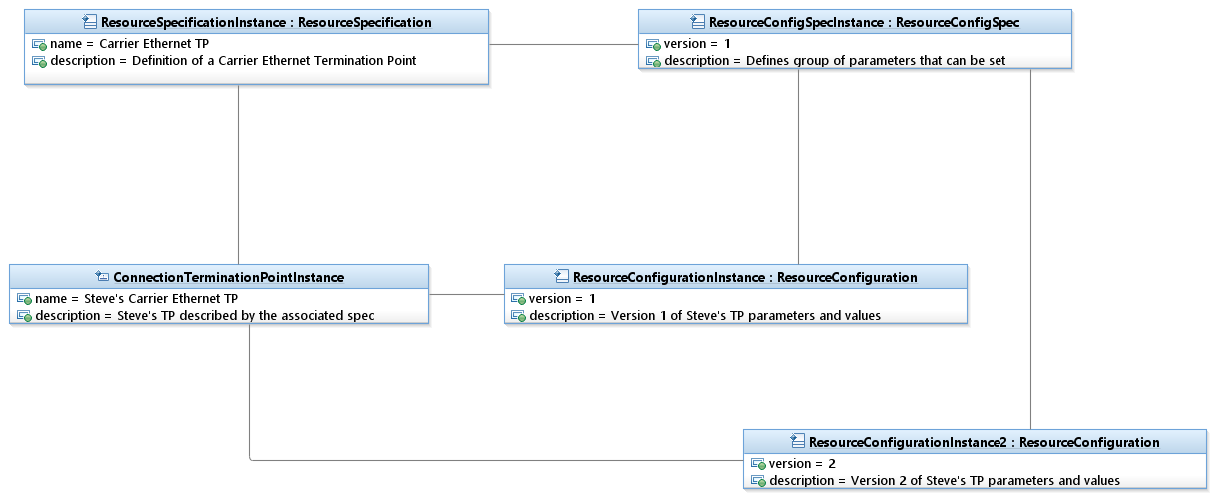 ResourceSpecificationInstance : ResourceSpecification
name = Carrier Ethernet TP
description = Definition of a Carrier Ethernet Termination Point
ResourceConfigSpecInstance : ResourceConfigSpec
version = 1
description = Defines group of parameters that can be set
ConnectionTerminationPointInstance
name = Steve's Carrier Ethernet TP
description = Steve's TP described by the associated spec
ResourceConfigurationInstance : ResourceConfiguration
version = 1
description = Version 1 of Steve's TP parameters and values
ResourceConfigurationInstance2 : ResourceConfiguration
version = 2
description = Version 2 of Steve's TP parameters and values